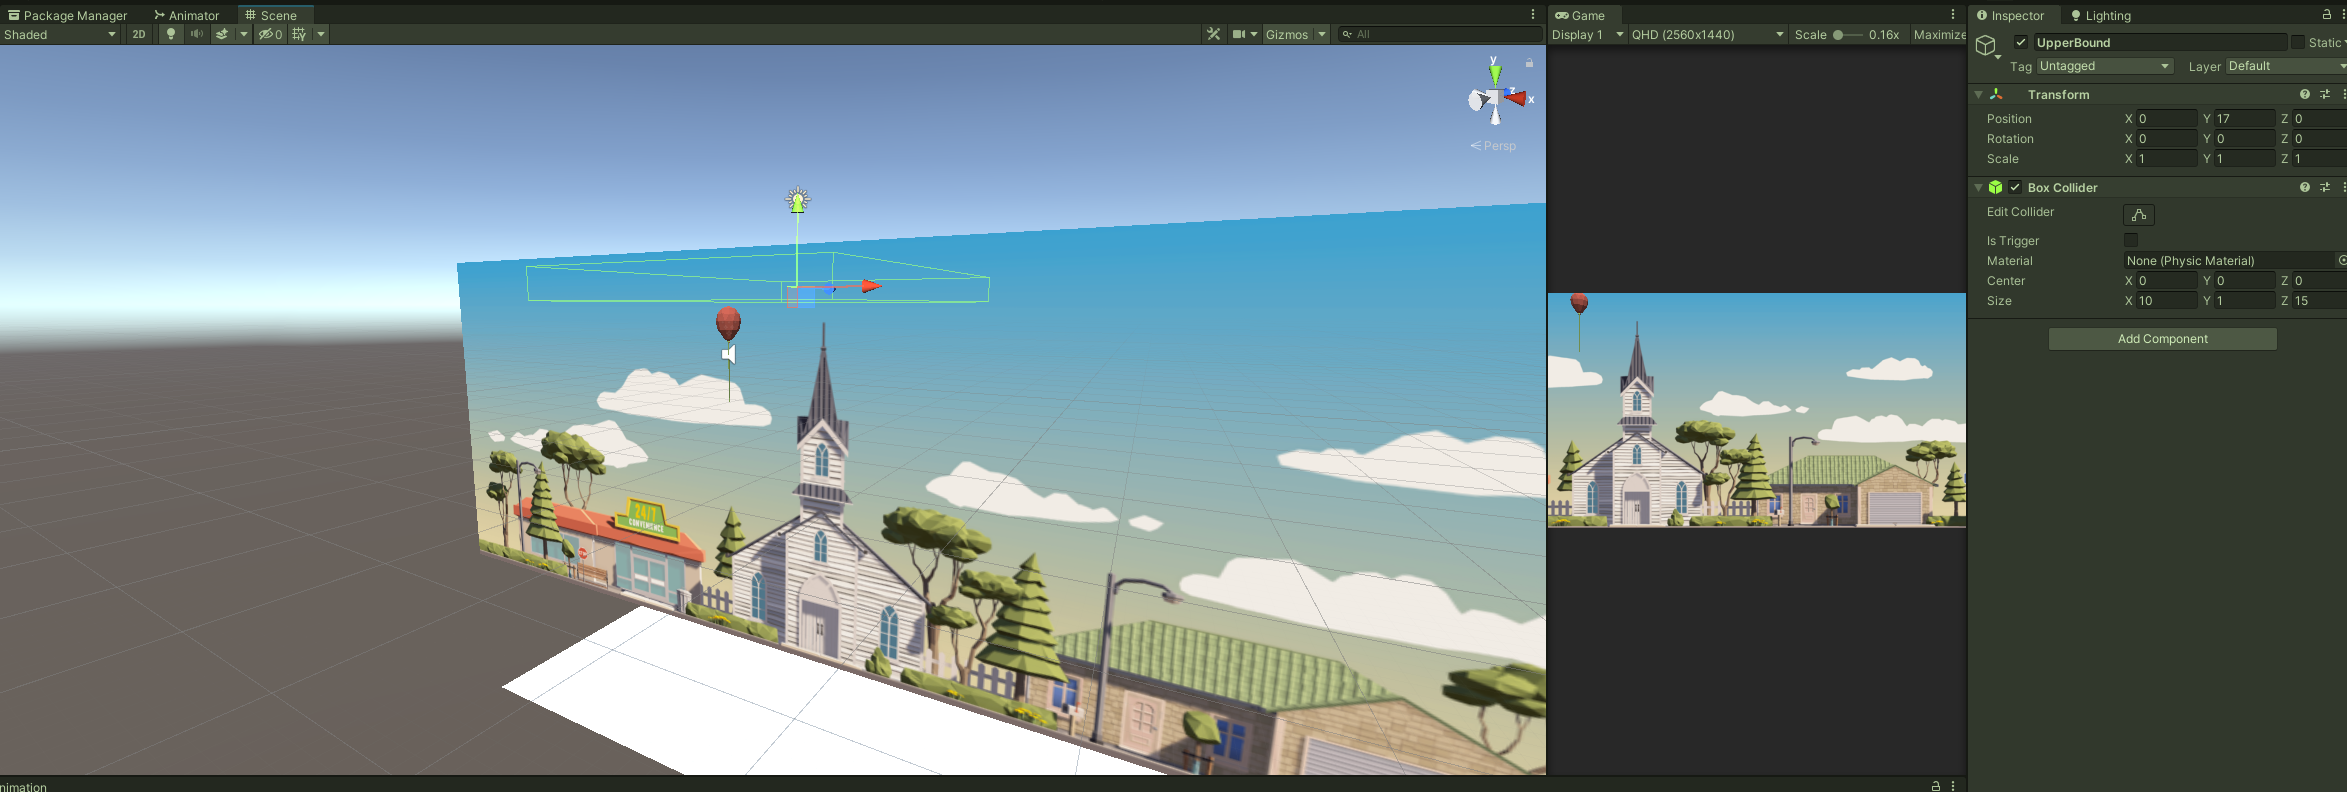 Package Manager Animator Scene
Shaded 2D 0 Gizmos All
y
z
x
Persp
24/7
CONVENIENCE
nimation
Game
Display 1 QHD (2560x1440) Scale 0.16x Maximize
Inspector Lighting
UpperBound Static
Tag Untagged Layer Default
Transform
Position X 0 Y 17 Z 0
Rotation X 0 Y 0 Z 0
Scale X 1 Y 1 Z 1
Box Collider
Edit Collider
Is Trigger
Material None (Physic Material)
Center X 0 Y 0 Z 0
Size X 10 Y 1 Z 15
Add Component